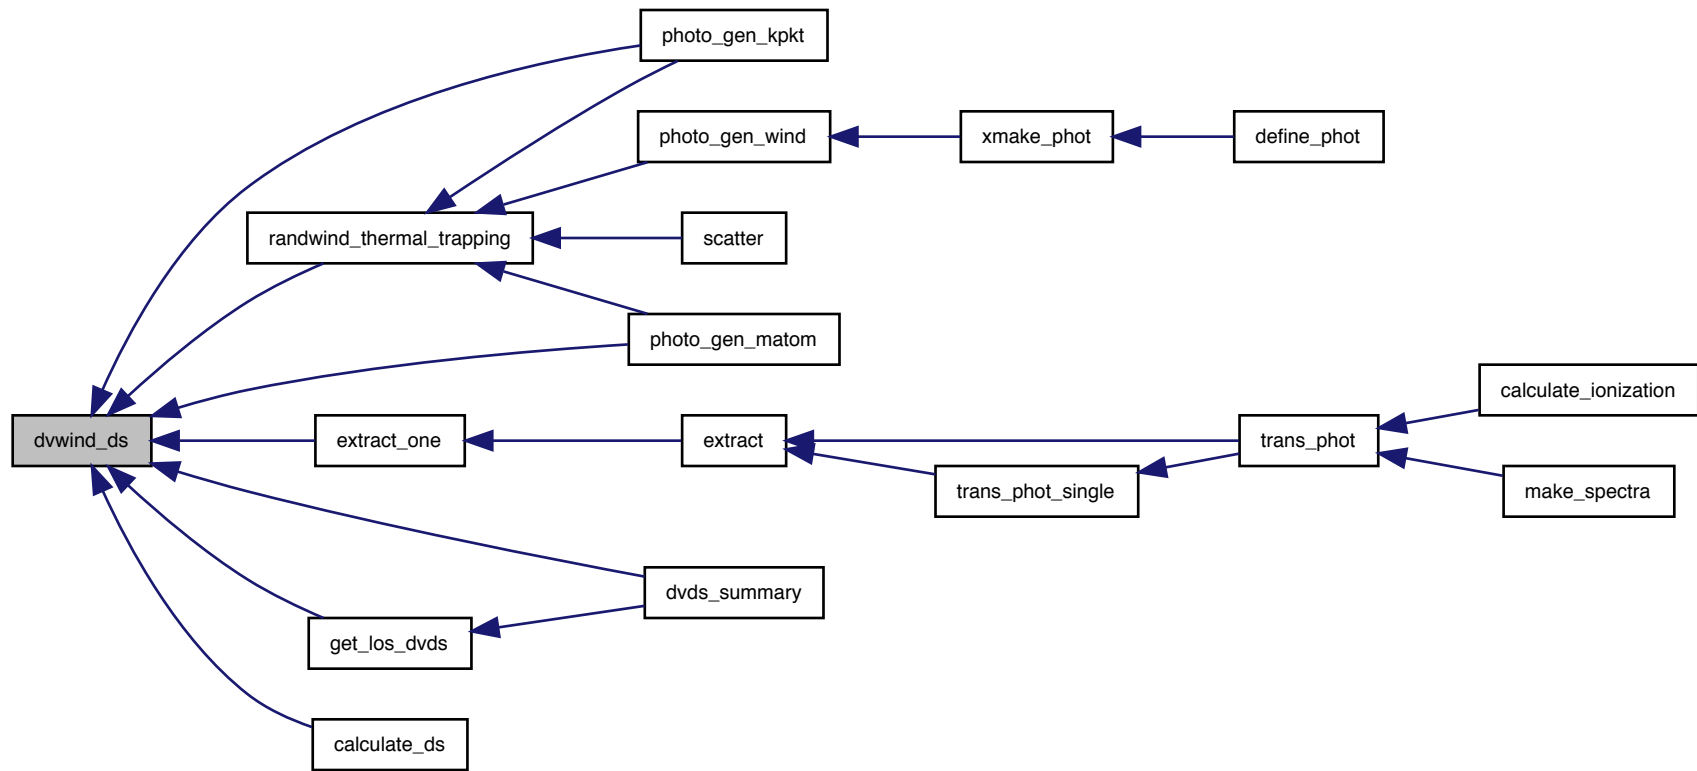 photo_gen_kpkt
photo_gen_wind
xmake_phot
define_phot
randwind_thermal_trapping
scatter
photo_gen_matom
calculate_ionization
dvwind_ds
extract_one
extract
trans_phot
trans_phot_single
make_spectra
dvds_summary
get_los_dvds
calculate_ds